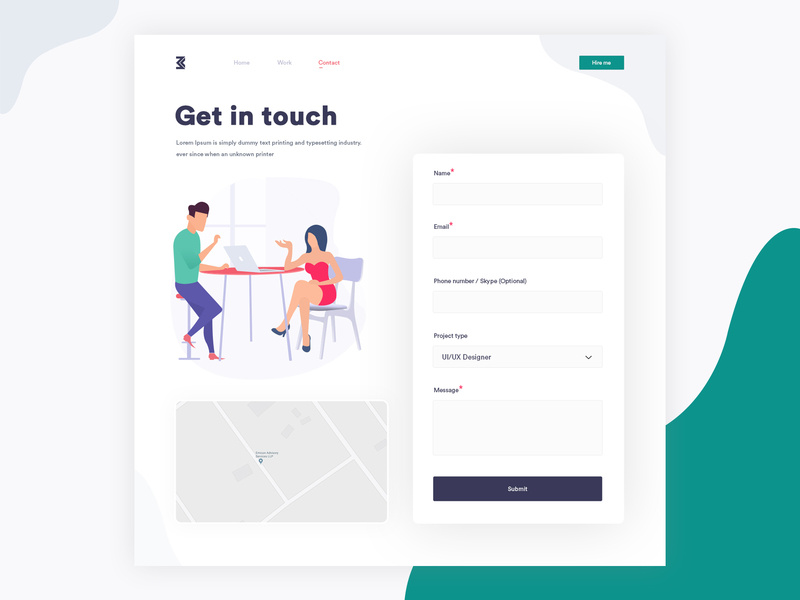 Home Work Contact
Hire me
Get in touch
Lorem Ipsum is simply dummy text printing and typesetting industry,
ever since when an unknown printer
Name*
Email*
Phone number / Skype (Optional)
Project type
UI/UX Designer
Message*
Submit